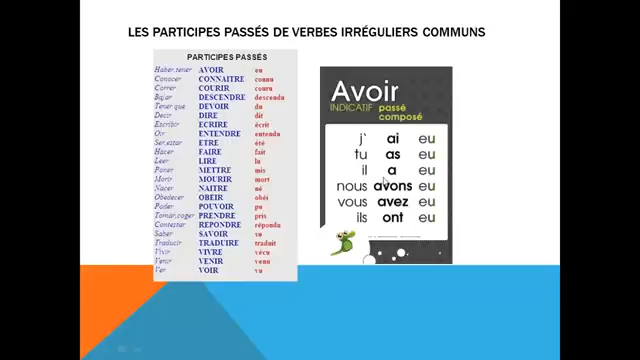 LES PARTICIPES PASSÉS DE VERBES IRRÉGULIERS COMMUNS
PARTICIPES PASSÉS
Haber.tener AVOIR eu
Conocer CONNAITRE connu
Correr COURIR couru
Bajar DESCENDRE descendu
Tener que DEVOIR du
Decir DIRE dit
Escribir ECRIRE écrit
Oir ENTENDRE entendu
Ser.estar ETRE été
Hacer FAIRE fait
Leer LIRE lu
Poner METTRE mis
Morir MOURIR mort
Nacer NAITRE né
Obedecer OBEIR obéi
Poder POUVOIR pu
Tomar,coger PRENDRE pris
Contestar REPONDRE répondu
Saber SAVOIR su
Traducir TRADUIRE traduit
Vivir VIVRE vécu
Venir VENIR venu
Ver VOIR vu
Avoir
INDICATIF passé
composé
j' ai eu
tu as eu
il a eu
nous avons eu
vous avez eu
ils ont eu